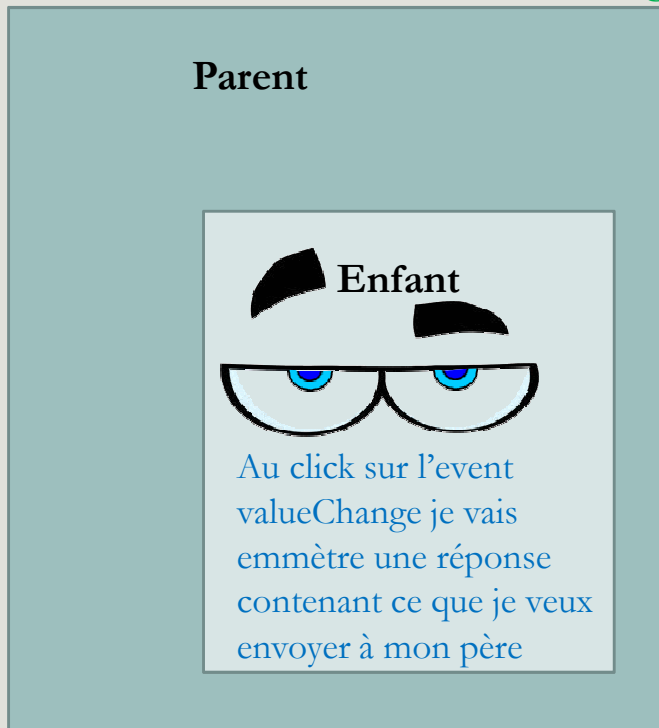 Parent
Enfant
Au click sur l’event
valueChange je vais
emmètre une réponse
contenant ce que je veux
envoyer à mon père